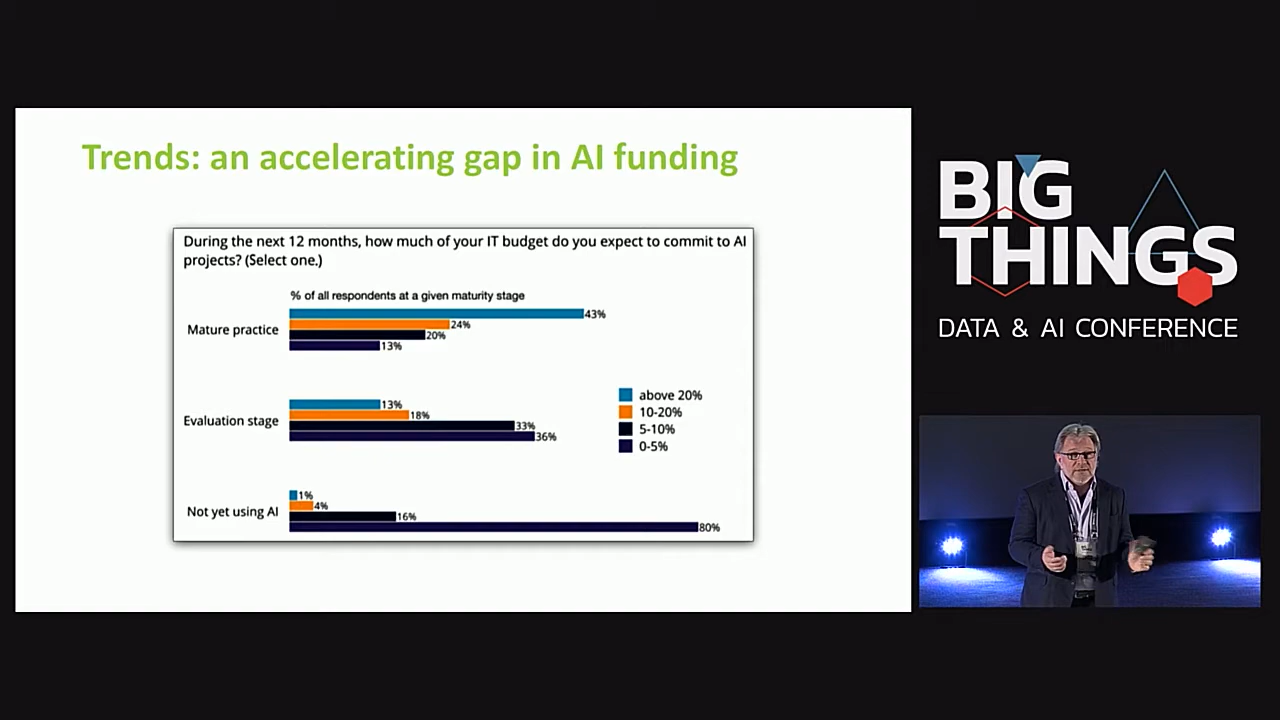 Trends: an accelerating gap in AI funding
During the next 12 months, how much of your IT budget do you expect to commit to AI
projects? (Select one.)
% of all respondents at a given maturity stage
Mature practice
43%
24%
20%
13%
Evaluation stage
13%
18%
33%
36%
above 20%
10-20%
5-10%
0-5%
Not yet using AI
1%
4%
16%
80%
BIG
THINGS
DATA & AI CONFERENCE